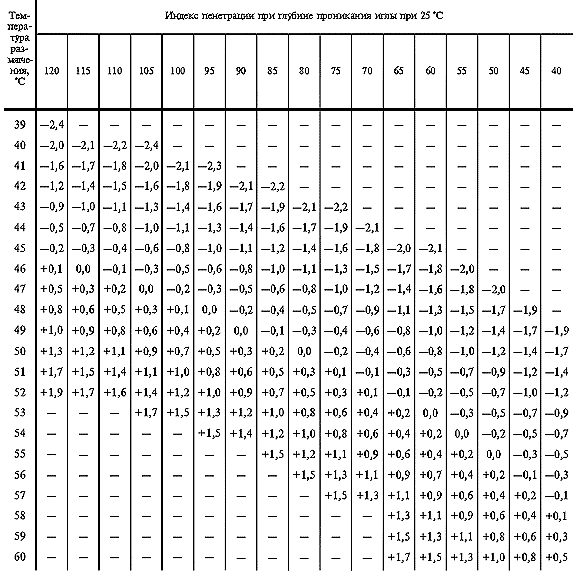 Тем-
пера-
тура
раз-
мягче-
ния,
°С
Индекс пенетрации при глубине проникания иглы при 25 °С
120 115 110 105 100 95 90 85 80 75 70 65 60 55 50 45 40
39 —2,4 — — — — — — — — — — — — — — — —
40 —2,0 —2,1 —2,2 —2,4 — — — — — — — — — — — — —
41 —1,6 —1,7 —1,8 —2,0 —2,1 —2,3 — — — — — — — — — — —
42 —1,2 —1,4 —1,5 —1,6 —1,8 —1,9 —2,1 —2,2 — — — — — — — — —
43 —0,9 —1,0 —1,1 —1,3 —1,4 —1,6 —1,7 —1,9 —2,1 —2,2 — — — — — — —
44 —0,5 —0,7 —0,8 —1,0 —1,1 —1,3 —1,4 —1,6 —1,7 —1,9 —2,1 — — — — — —
45 —0,2 —0,3 —0,4 —0,6 —0,8 —1,0 —1,1 —1,2 —1,4 —1,6 —1,8 —2,0 —2,1 — — — —
46 +0,1 0,0 —0,1 —0,3 —0,5 —0,6 —0,8 —1,0 —1,1 —1,3 —1,5 —1,7 —1,8 —2,0 — — —
47 +0,5 +0,3 +0,2 0,0 —0,2 —0,3 —0,5 —0,6 —0,8 —1,0 —1,2 —1,4 —1,6 —1,8 —2,0 — —
48 +0,8 +0,6 +0,5 +0,3 +0,1 0,0 —0,2 —0,4 —0,5 —0,7 —0,9 —1,1 —1,3 —1,5 —1,7 —1,9 —
49 +1,0 +0,9 +0,8 +0,6 +0,4 +0,2 0,0 —0,1 —0,3 —0,4 —0,6 —0,8 —1,0 —1,2 —1,4 —1,7 —1,9
50 +1,3 +1,2 +1,1 +0,9 +0,7 +0,5 +0,3 +0,2 0,0 —0,2 —0,4 —0,6 —0,8 —1,0 —1,2 —1,4 —1,7
51 +1,7 +1,5 +1,4 +1,1 +1,0 +0,8 +0,6 +0,5 +0,3 +0,1 —0,1 —0,3 —0,5 —0,7 —0,9 —1,2 —1,4
52 +1,9 +1,7 +1,6 +1,4 +1,2 +1,0 +0,9 +0,7 +0,5 +0,3 +0,1 —0,1 —0,2 —0,5 —0,7 —1,0 —1,2
53 — — — +1,7 +1,5 +1,3 +1,2 +1,0 +0,8 +0,6 +0,4 +0,2 0,0 —0,3 —0,5 —0,7 —0,9
54 — — — — — +1,5 +1,4 +1,2 +1,0 +0,8 +0,6 +0,4 +0,2 0,0 —0,2 —0,5 —0,7
55 — — — — — — — +1,5 +1,2 +1,1 +0,9 +0,6 +0,4 +0,2 0,0 —0,3 —0,5
56 — — — — — — — — +1,5 +1,3 +1,1 +0,9 +0,7 +0,4 +0,2 —0,1 —0,3
57 — — — — — — — — — +1,5 +1,3 +1,1 +0,9 +0,6 +0,4 +0,2 —0,1
58 — — — — — — — — — — — +1,3 +1,1 +0,9 +0,6 +0,4 +0,1
59 — — — — — — — — — — — +1,5 +1,3 +1,1 +0,8 +0,6 +0,3
60 — — — — — — — — — — — +1,7 +1,5 +1,3 +1,0 +0,8 +0,5